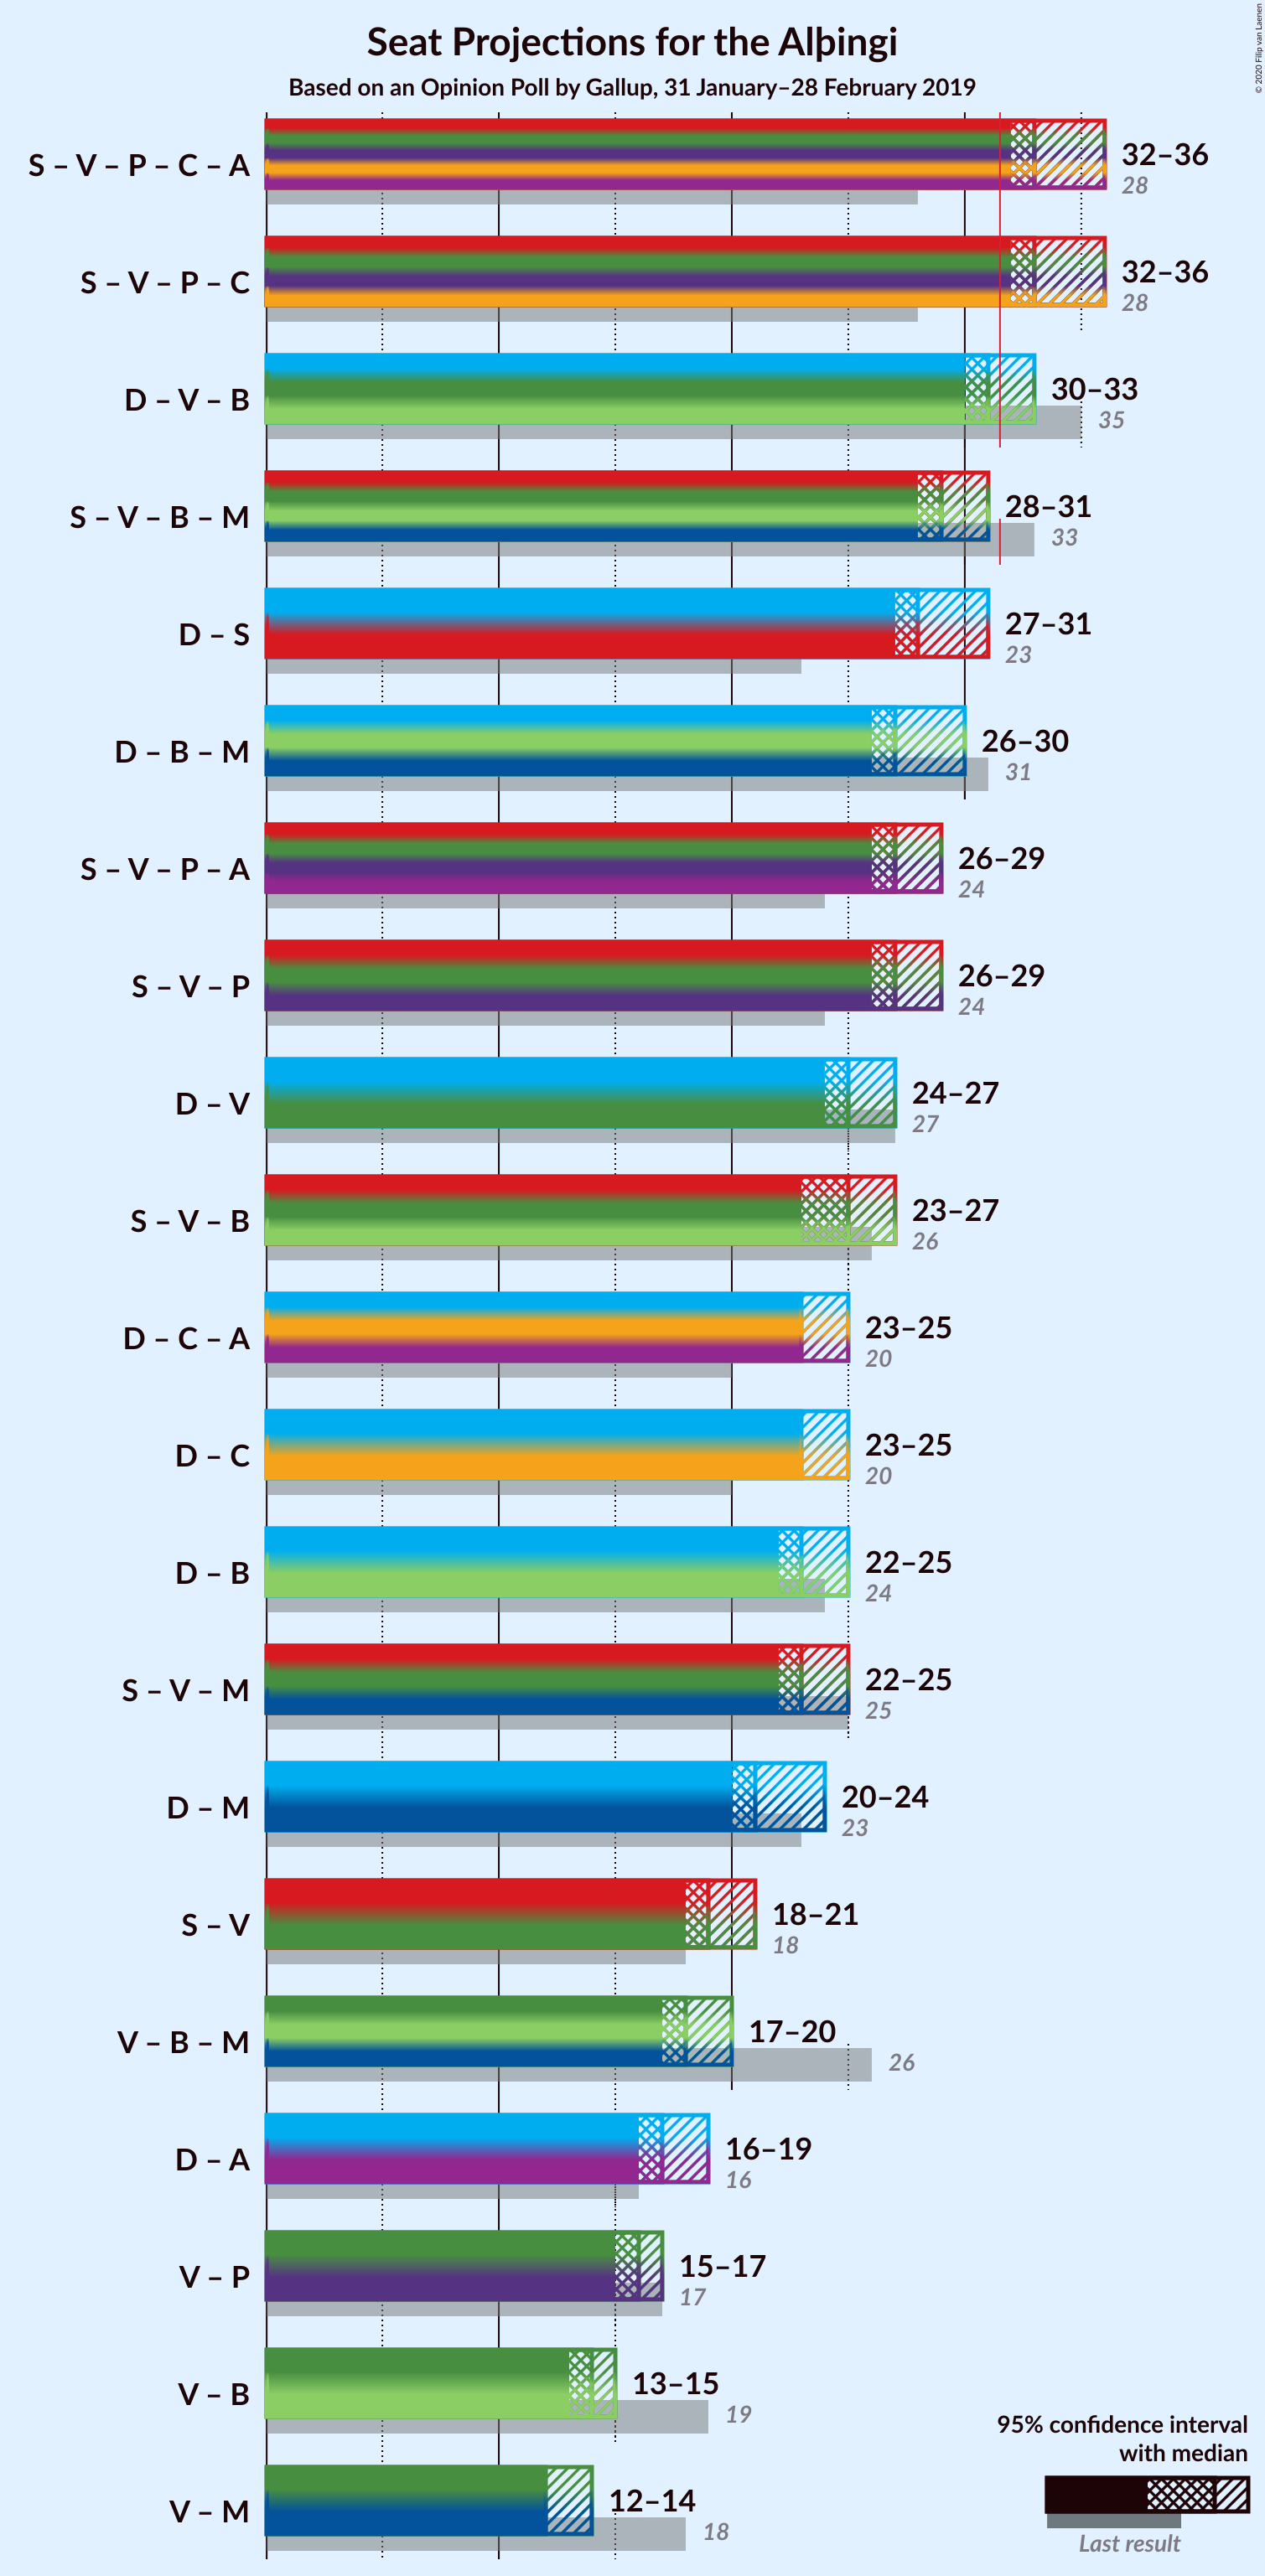 Seat Projections for the Alþingi
Based on an Opinion Poll by Gallup, 31 January–28 February 2019
© 2020 Filip van Laenen
S – V – P – C – A
32–36
28
S – V – P – C
32–36
28
D – V – B
30–33
35
S – V – B – M
28–31
33
D – S
27–31
23
D – B – M
26–30
31
S – V – P – A
26–29
24
S – V – P
26–29
24
D – V
24–27
27
S – V – B
23–27
26
D – C – A
23–25
20
D – C
23–25
20
D – B
22–25
24
S – V – M
22–25
25
D – M
20–24
23
S – V
18–21
18
V – B – M
17–20
26
D – A
16–19
16
V – P
15–17
17
V – B
13–15
19
V – M
12–14
18
95% confidence interval
with median
Last result